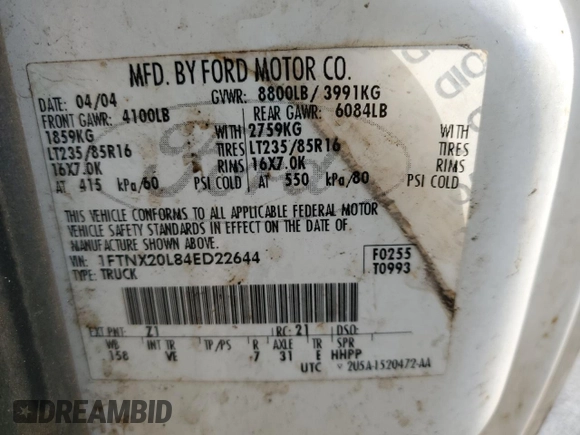 MFD. BY FORD MOTOR CO.
DATE: 04/04 GVWR: 8800LB/ 3991KG
FRONT GAWR: 4100LB REAR GAWR: 6084LB
1859KG WITH 2759KG WITH
LT235/85R16 TIRES LT235/85R16 TIRES
16X7.0K RIMS 16X7.0K RIMS
AT 415 kPa/60 PSI COLD AT 550 kPa/80 PSI COLD
THIS VEHICLE CONFORMS TO ALL APPLICABLE FEDERAL MOTOR
VEHICLE SAFETY STANDARDS IN EFFECT ON THE DATE OF
MANUFACTURE SHOWN ABOVE.
VIN: 1FTNX20L84ED22644 F0255
TYPE: TRUCK T0993
EXT PNT: Z1 RC: 21 DSO:
WB INT TR TP/PS R AXLE TR SPR
158 VE 7 31 E HHPP
UTC 2U5A-1520472-AA
VOID
DREAMBID